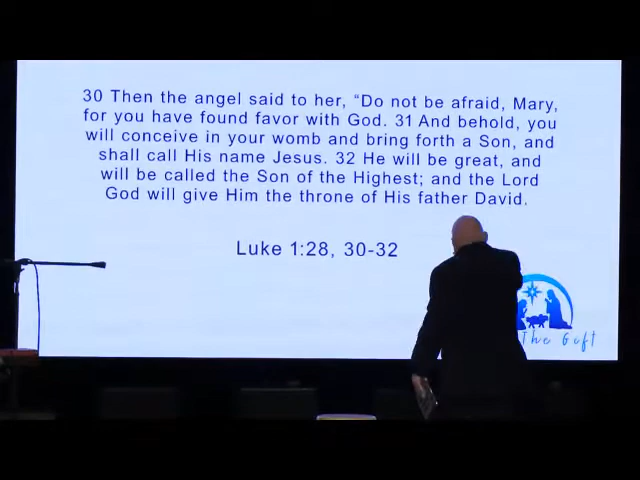 30 Then the angel said to her, “Do not be afraid, Mary,
for you have found favor with God. 31 And behold, you
will conceive in your womb and bring forth a Son, and
shall call His name Jesus. 32 He will be great, and
will be called the Son of the Highest; and the Lord
God will give Him the throne of His father David.
Luke 1:28, 30-32
The Gift